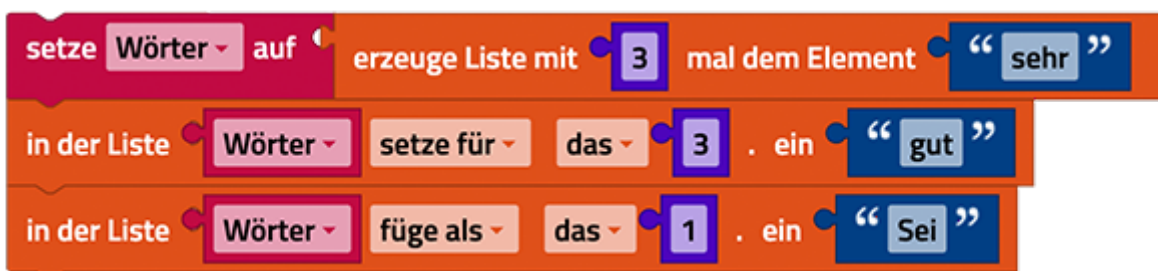 setze Wörter auf erzeuge Liste mit 3 mal dem Element “ sehr ”
in der Liste Wörter setze für das 3 . ein “ gut ”
in der Liste Wörter füge als das 1 . ein “ Sei ”